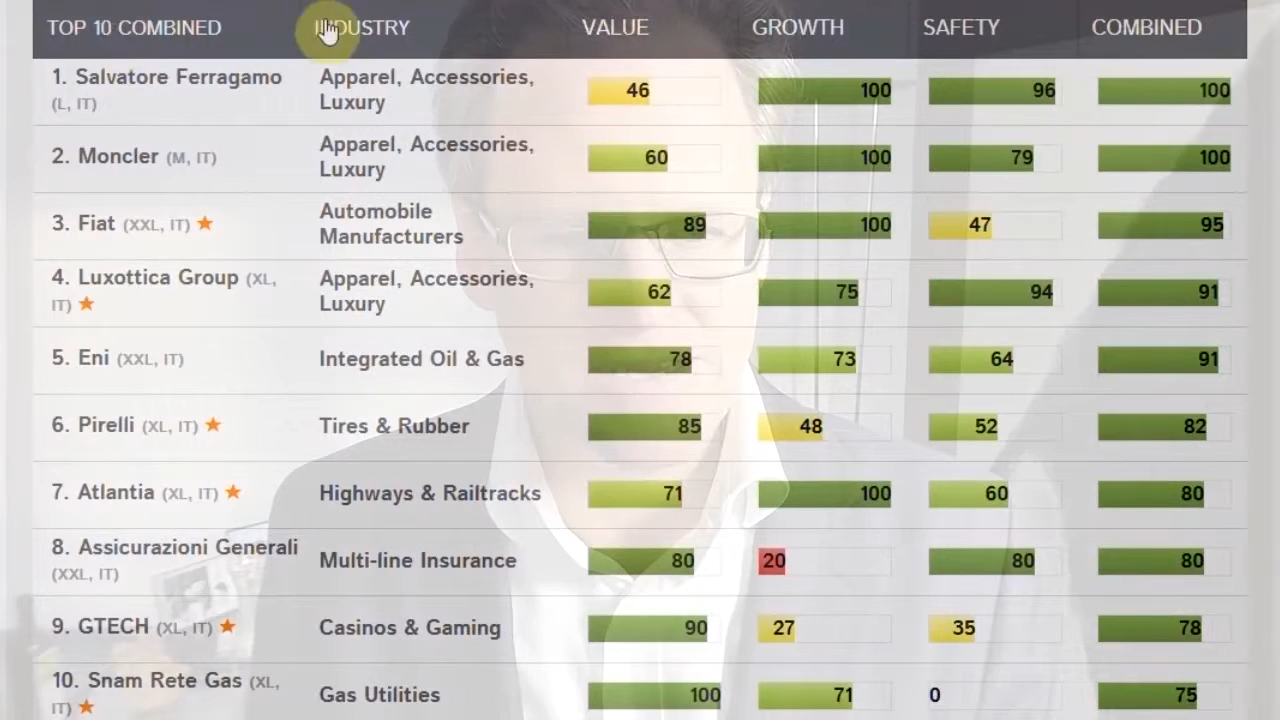 TOP 10 COMBINED INDUSTRY VALUE GROWTH SAFETY COMBINED
1. Salvatore Ferragamo (L, IT) Apparel, Accessories, Luxury 46 100 96 100
2. Moncler (M, IT) Apparel, Accessories, Luxury 60 100 79 100
3. Fiat (XXL, IT) ★ Automobile Manufacturers 89 100 47 95
4. Luxottica Group (XL, IT) ★ Apparel, Accessories, Luxury 62 75 94 91
5. Eni (XXL, IT) Integrated Oil & Gas 78 73 64 91
6. Pirelli (XL, IT) ★ Tires & Rubber 85 48 52 82
7. Atlantia (XL, IT) ★ Highways & Railtracks 71 100 60 80
8. Assicurazioni Generali (XXL, IT) Multi-line Insurance 80 20 80 80
9. GTECH (XL, IT) ★ Casinos & Gaming 90 27 35 78
10. Snam Rete Gas (XL, IT) ★ Gas Utilities 100 71 0 75